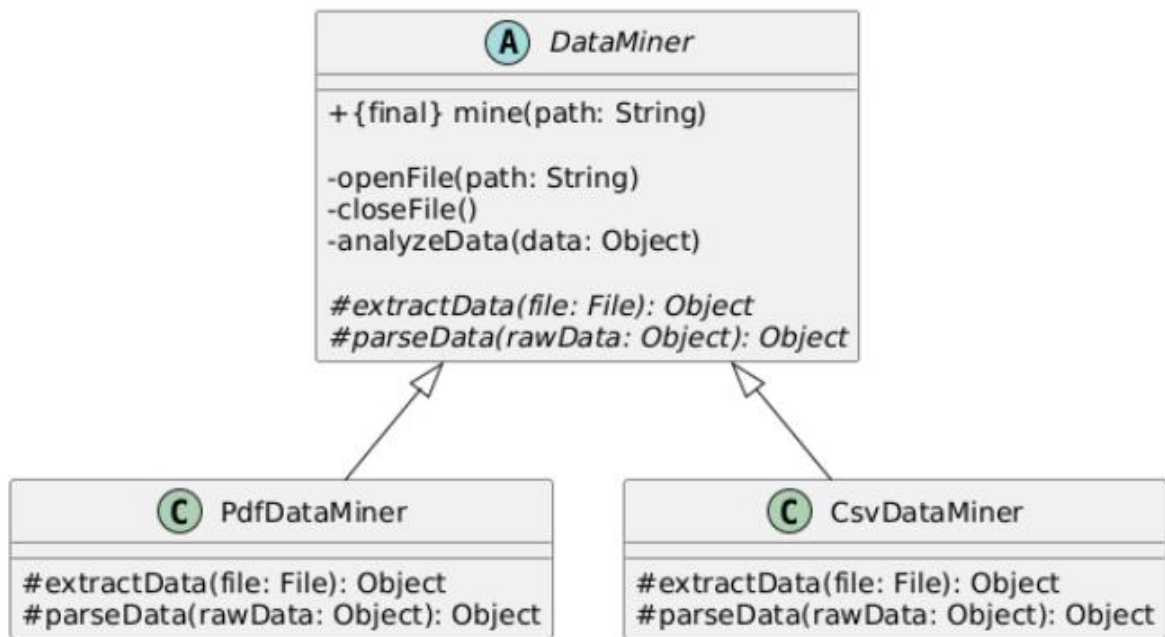 A DataMiner
+{final} mine(path: String)
-openFile(path: String)
-closeFile()
-analyzeData(data: Object)
#extractData(file: File): Object
#parseData(rawData: Object): Object
C PdfDataMiner
#extractData(file: File): Object
#parseData(rawData: Object): Object
C CsvDataMiner
#extractData(file: File): Object
#parseData(rawData: Object): Object